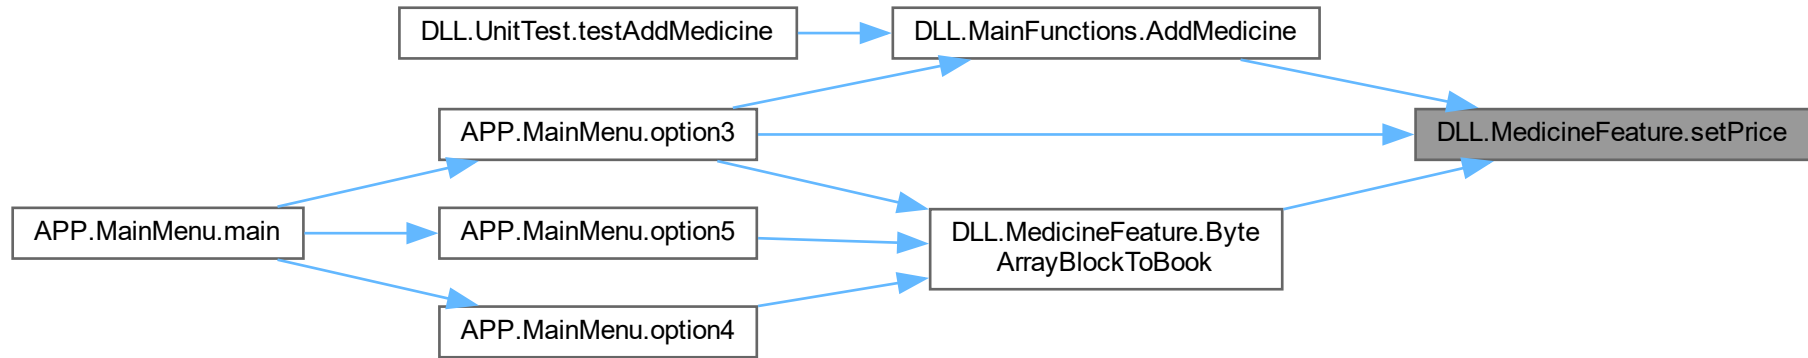 DLL.UnitTest.testAddMedicine
DLL.MainFunctions.AddMedicine
APP.MainMenu.option3
DLL.MedicineFeature.setPrice
APP.MainMenu.main
APP.MainMenu.option5
DLL.MedicineFeature.Byte
ArrayBlockToBook
APP.MainMenu.option4